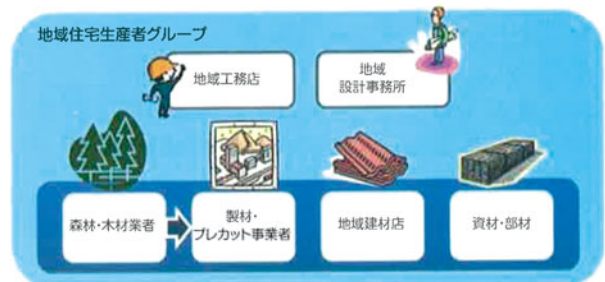 地域住宅生産者グループ
地域工務店
地域
設計事務所
森林・木材業者
製材・
プレカット事業者
地域建材店
資材・部材